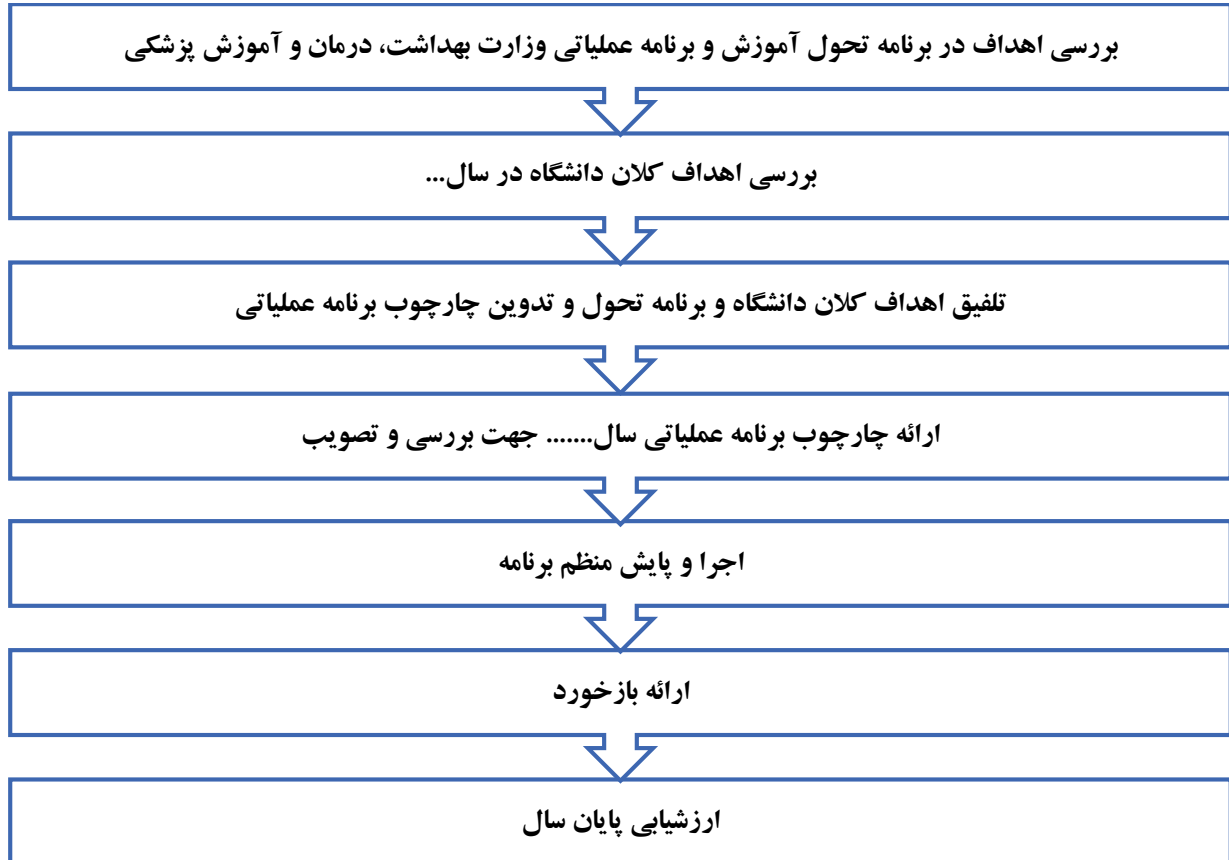 بررسی اهداف در برنامه تحول آموزش و برنامه عملیاتی وزارت بهداشت، درمان و آموزش پزشکی
بررسی اهداف کلان دانشگاه در سال...
تلفیق اهداف کلان دانشگاه و برنامه تحول و تدوین چارچوب برنامه عملیاتی
ارائه چارچوب برنامه عملیاتی سال....... جهت بررسی و تصویب
اجرا و پایش منظم برنامه
ارائه بازخورد
ارزشیابی پایان سال